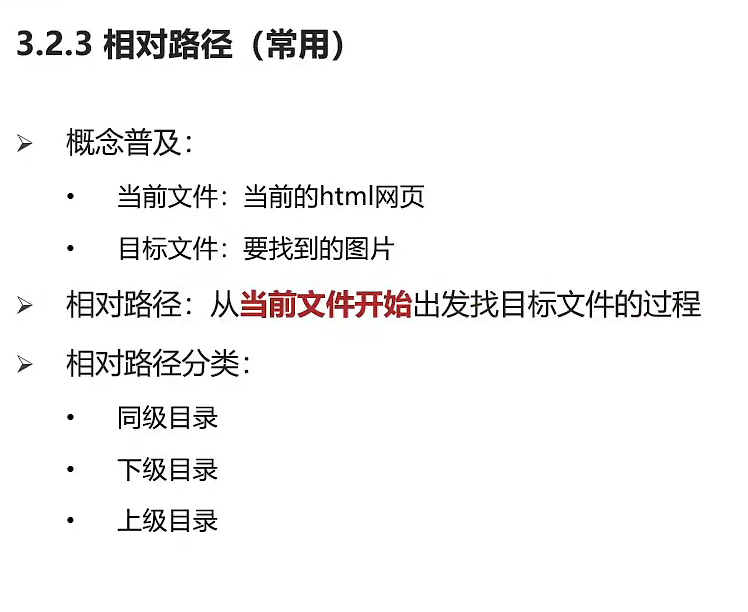 3.2.3 相对路径（常用）
➢ 概念普及：
• 当前文件：当前的html网页
• 目标文件：要找到的图片
➢ 相对路径：从当前文件开始出发找目标文件的过程
➢ 相对路径分类：
• 同级目录
• 下级目录
• 上级目录